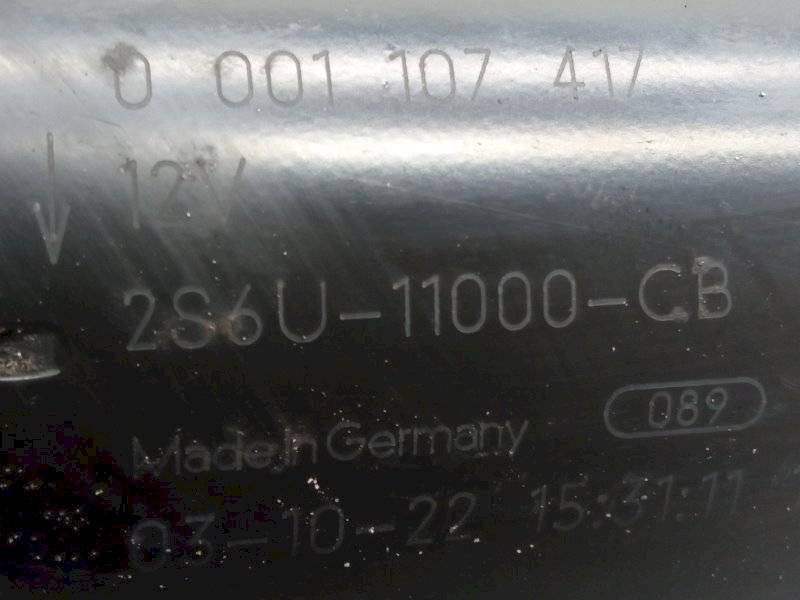 0 001 107 417
12V
2S6U-11000-CB
089
Made in Germany
03-10-22 15:31:11